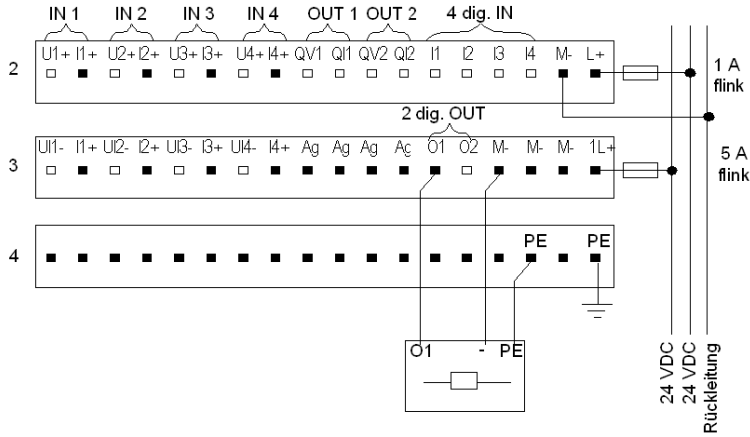 IN 1 IN 2 IN 3 IN 4 OUT 1 OUT 2 4 dig. IN
U1+ I1+ U2+ I2+ U3+ I3+ U4+ I4+ QV1 QI1 QV2 QI2 I1 I2 I3 I4 M- L+
2
1 A
flink
2 dig. OUT
UI1- I1+ UI2- I2+ UI3- I3+ UI4- I4+ Ag Ag Ag Ag O1 O2 M- M- M- 1L+
3
5 A
flink
4
PE PE
O1 - PE
24 VDC
24 VDC
Rückleitung